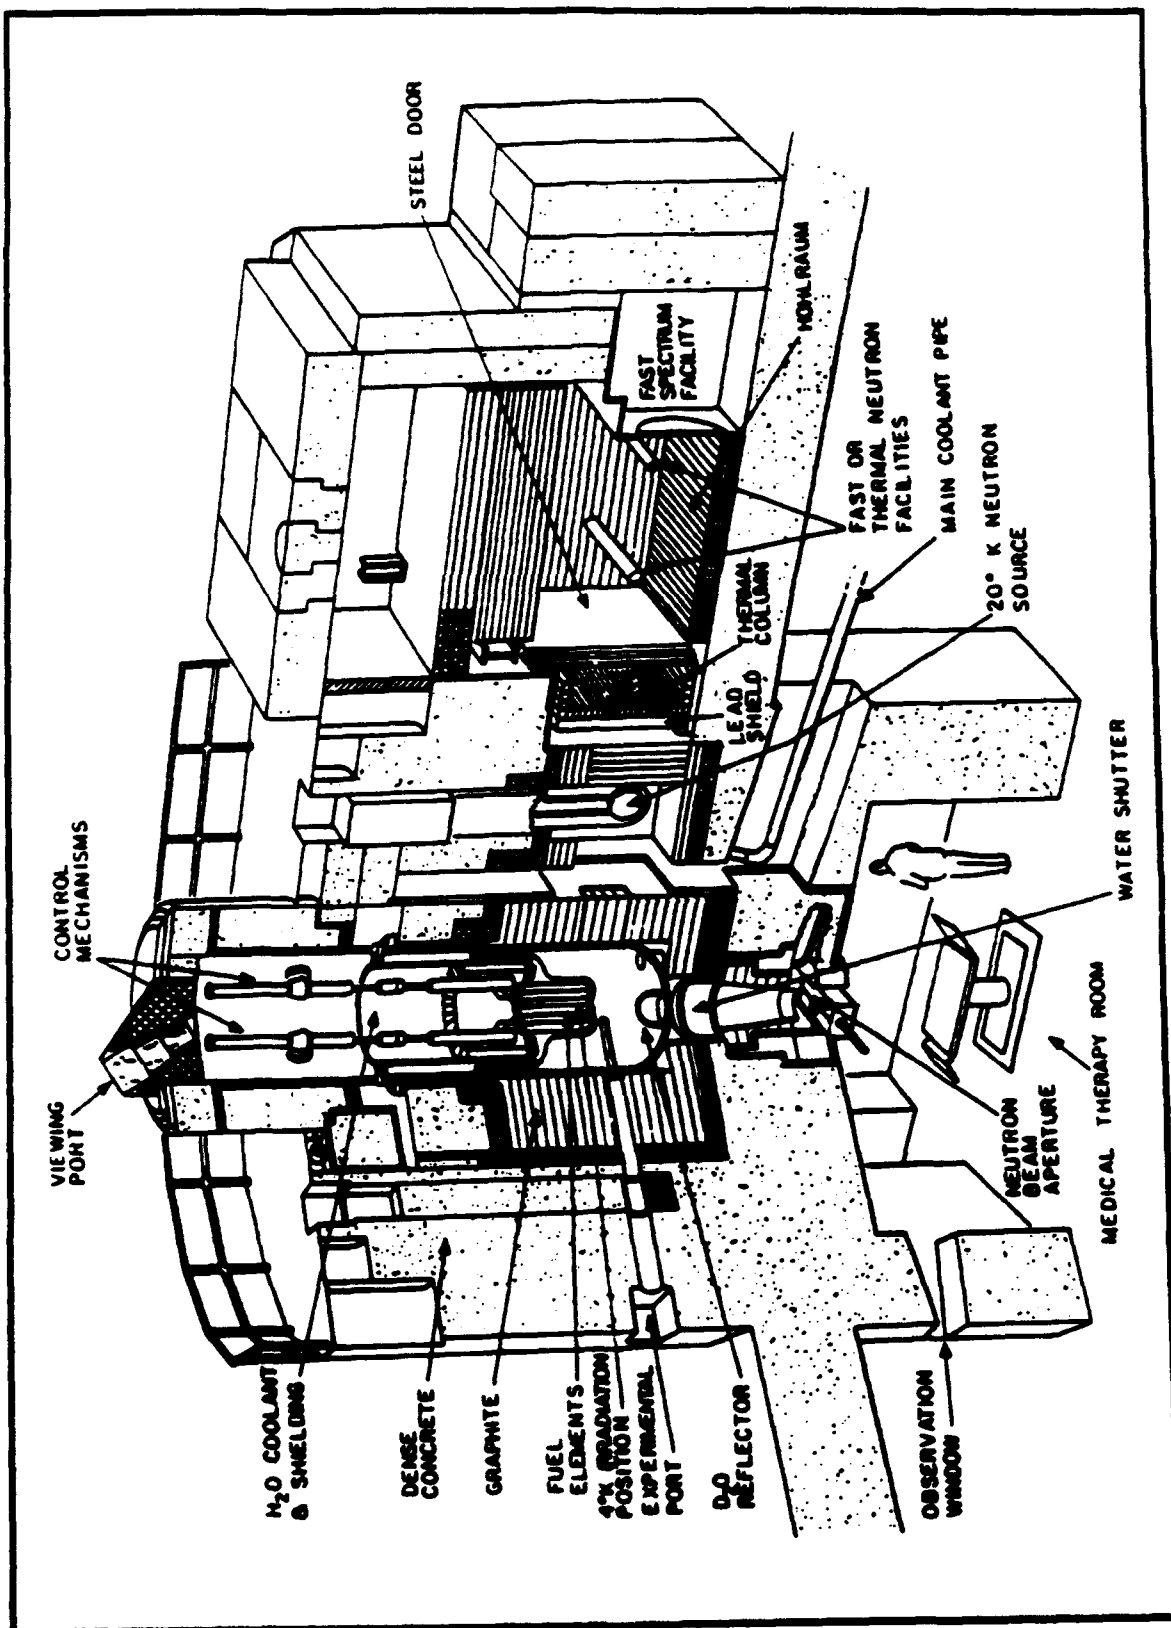 VIEWING
PORT
CONTROL
MECHANISMS
STEEL DOOR
H₂O COOLANT
& SHIELDING
DENSE
CONCRETE
GRAPHITE
FUEL
ELEMENTS
4°K IRRADIATION
POSITION
EXPERIMENTAL
PORT
D₂O
REFLECTOR
OBSERVATION
WINDOW
FAST
SPECTRUM
FACILITY
HOHLRAUM
THERMAL
COLUMN
LEAD
SHIELD
FAST OR
THERMAL NEUTRON
FACILITIES
MAIN COOLANT PIPE
20° K NEUTRON
SOURCE
WATER SHUTTER
NEUTRON
BEAM
APERTURE
MEDICAL THERAPY ROOM